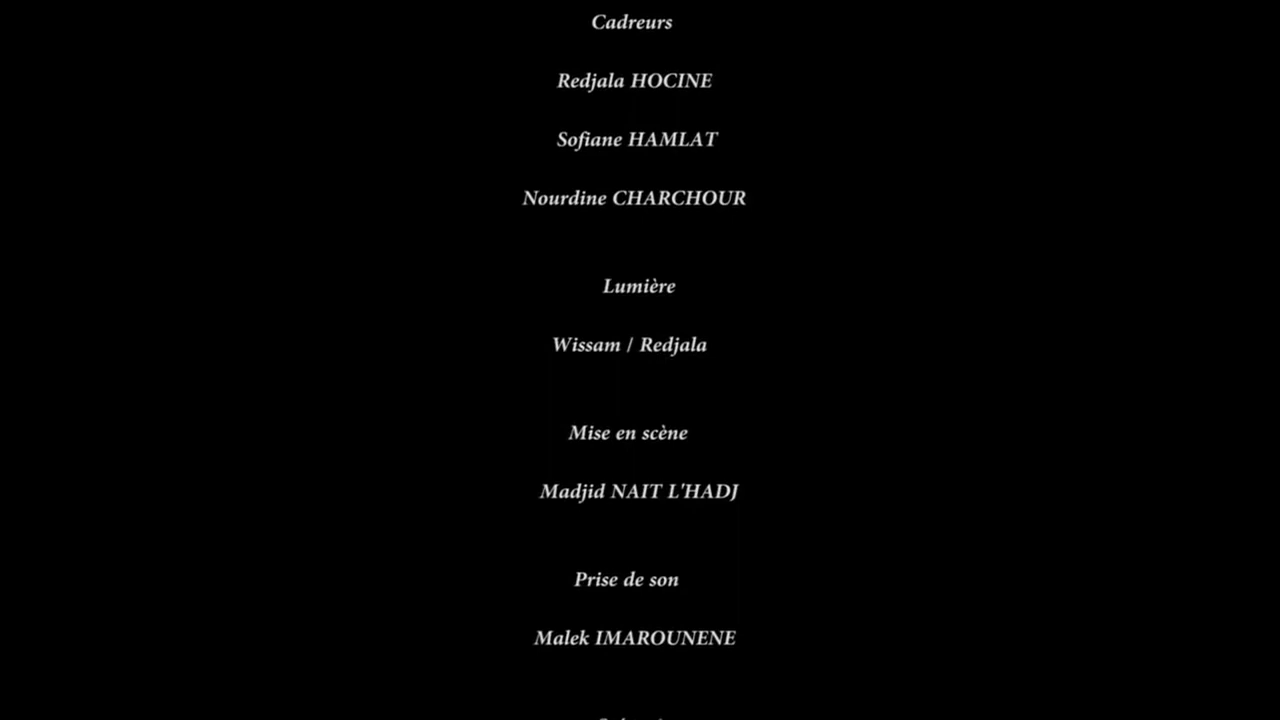 Cadreurs
Redjala HOCINE
Sofiane HAMLAT
Nourdine CHARCHOUR
Lumière
Wissam / Redjala
Mise en scène
Madjid NAIT L'HADJ
Prise de son
Malek IMAROUNENE